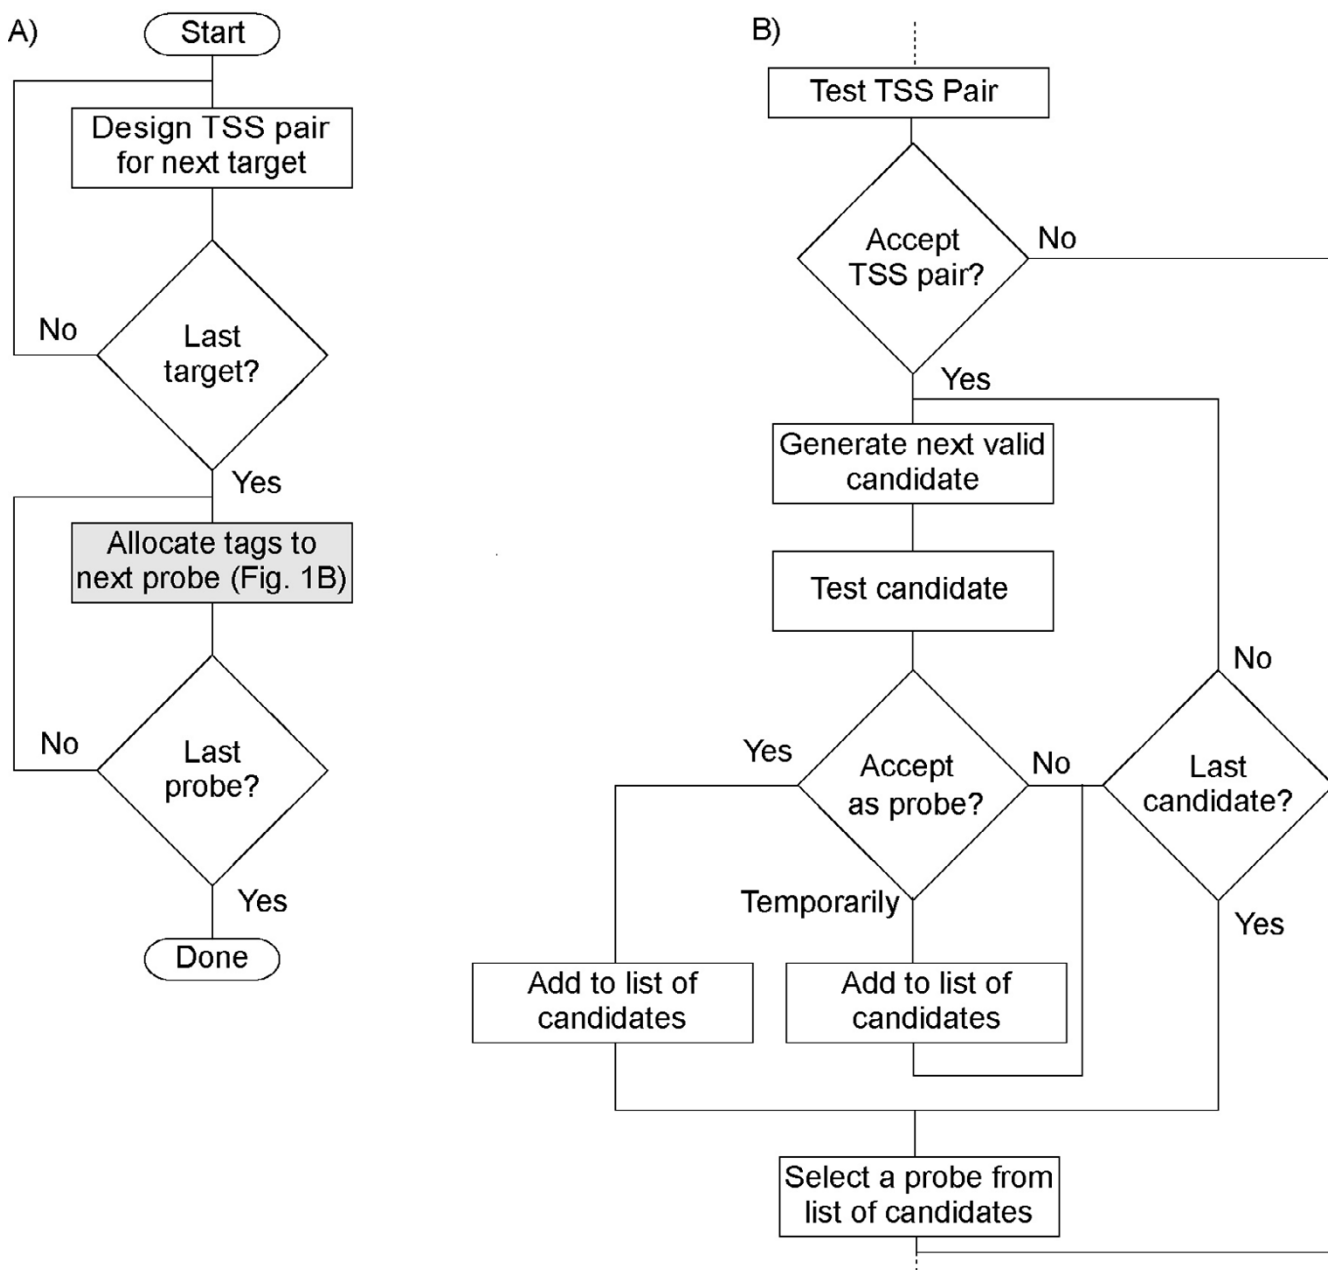 A)
Start
Design TSS pair
for next target
No
Last
target?
Yes
Allocate tags to
next probe (Fig. 1B)
No
Last
probe?
Yes
Done
B)
Test TSS Pair
Accept
TSS pair?
No
Yes
Generate next valid
candidate
Test candidate
No
Yes
Accept
as probe?
No
Last
candidate?
Temporarily
Yes
Add to list of
candidates
Add to list of
candidates
Select a probe from
list of candidates